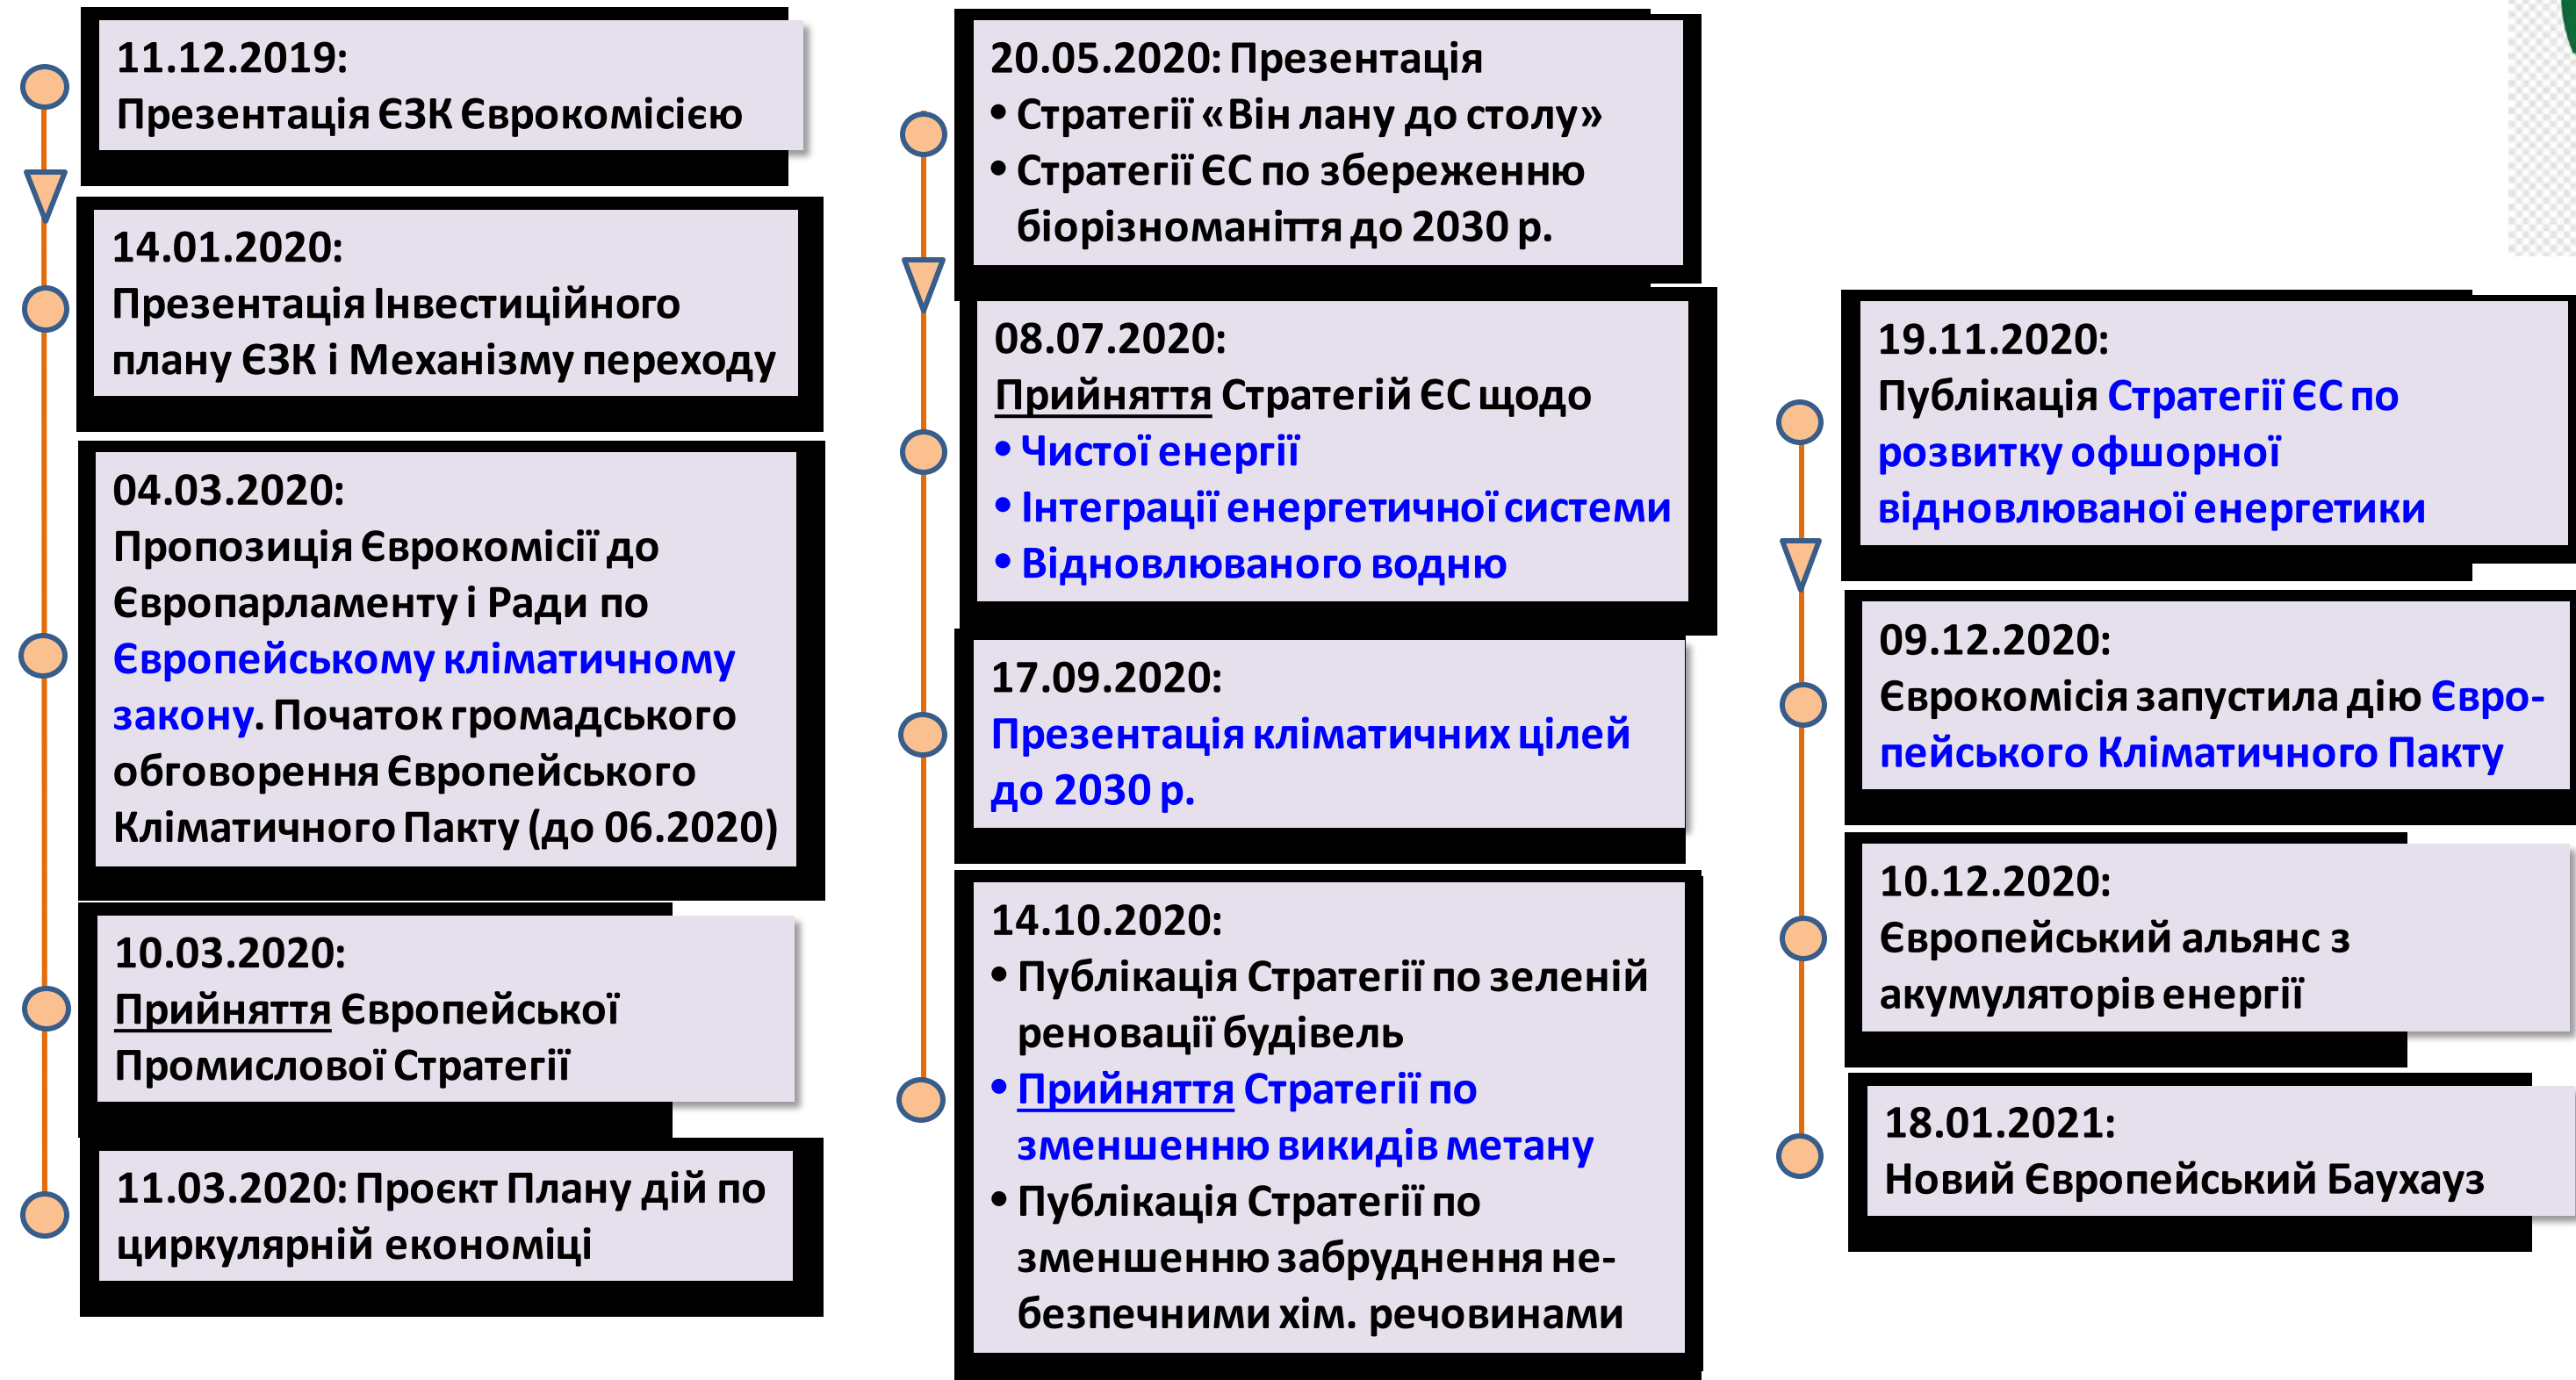 11.12.2019:
Презентація ЄЗК Єврокомісією
14.01.2020:
Презентація Інвестиційного
плану ЄЗК і Механізму переходу
04.03.2020:
Пропозиція Єврокомісії до
Європарламенту і Ради по
Європейському кліматичному
закону. Початок громадського
обговорення Європейського
Кліматичного Пакту (до 06.2020)
10.03.2020:
Прийняття Європейської
Промислової Стратегії
11.03.2020: Проєкт Плану дій по
циркулярній економіці
20.05.2020: Презентація
• Стратегії «Він лану до столу»
• Стратегії ЄС по збереженню
біорізноманіття до 2030 р.
08.07.2020:
Прийняття Стратегій ЄС щодо
• Чистої енергії
• Інтеграції енергетичної системи
• Відновлюваного водню
17.09.2020:
Презентація кліматичних цілей
до 2030 р.
14.10.2020:
• Публікація Стратегії по зеленій
реновації будівель
• Прийняття Стратегії по
зменшенню викидів метану
• Публікація Стратегії по
зменшенню забруднення не-
безпечними хім. речовинами
19.11.2020:
Публікація Стратегії ЄС по
розвитку офшорної
відновлюваної енергетики
09.12.2020:
Єврокомісія запустила дію Євро-
пейського Кліматичного Пакту
10.12.2020:
Європейський альянс з
акумуляторів енергії
18.01.2021:
Новий Європейський Баухауз